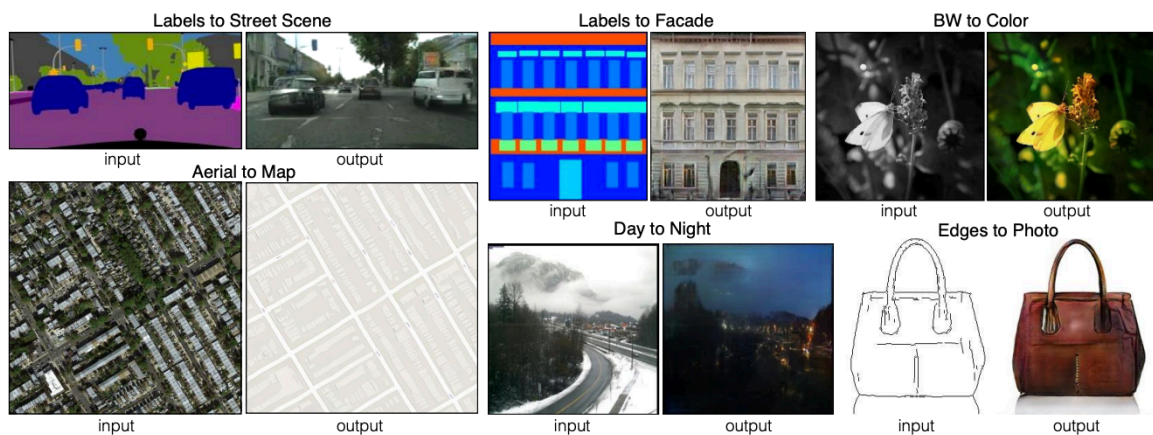 Labels to Street Scene
input
output
Aerial to Map
input
output
Labels to Facade
input
output
BW to Color
input
output
Day to Night
input
output
Edges to Photo
input
output